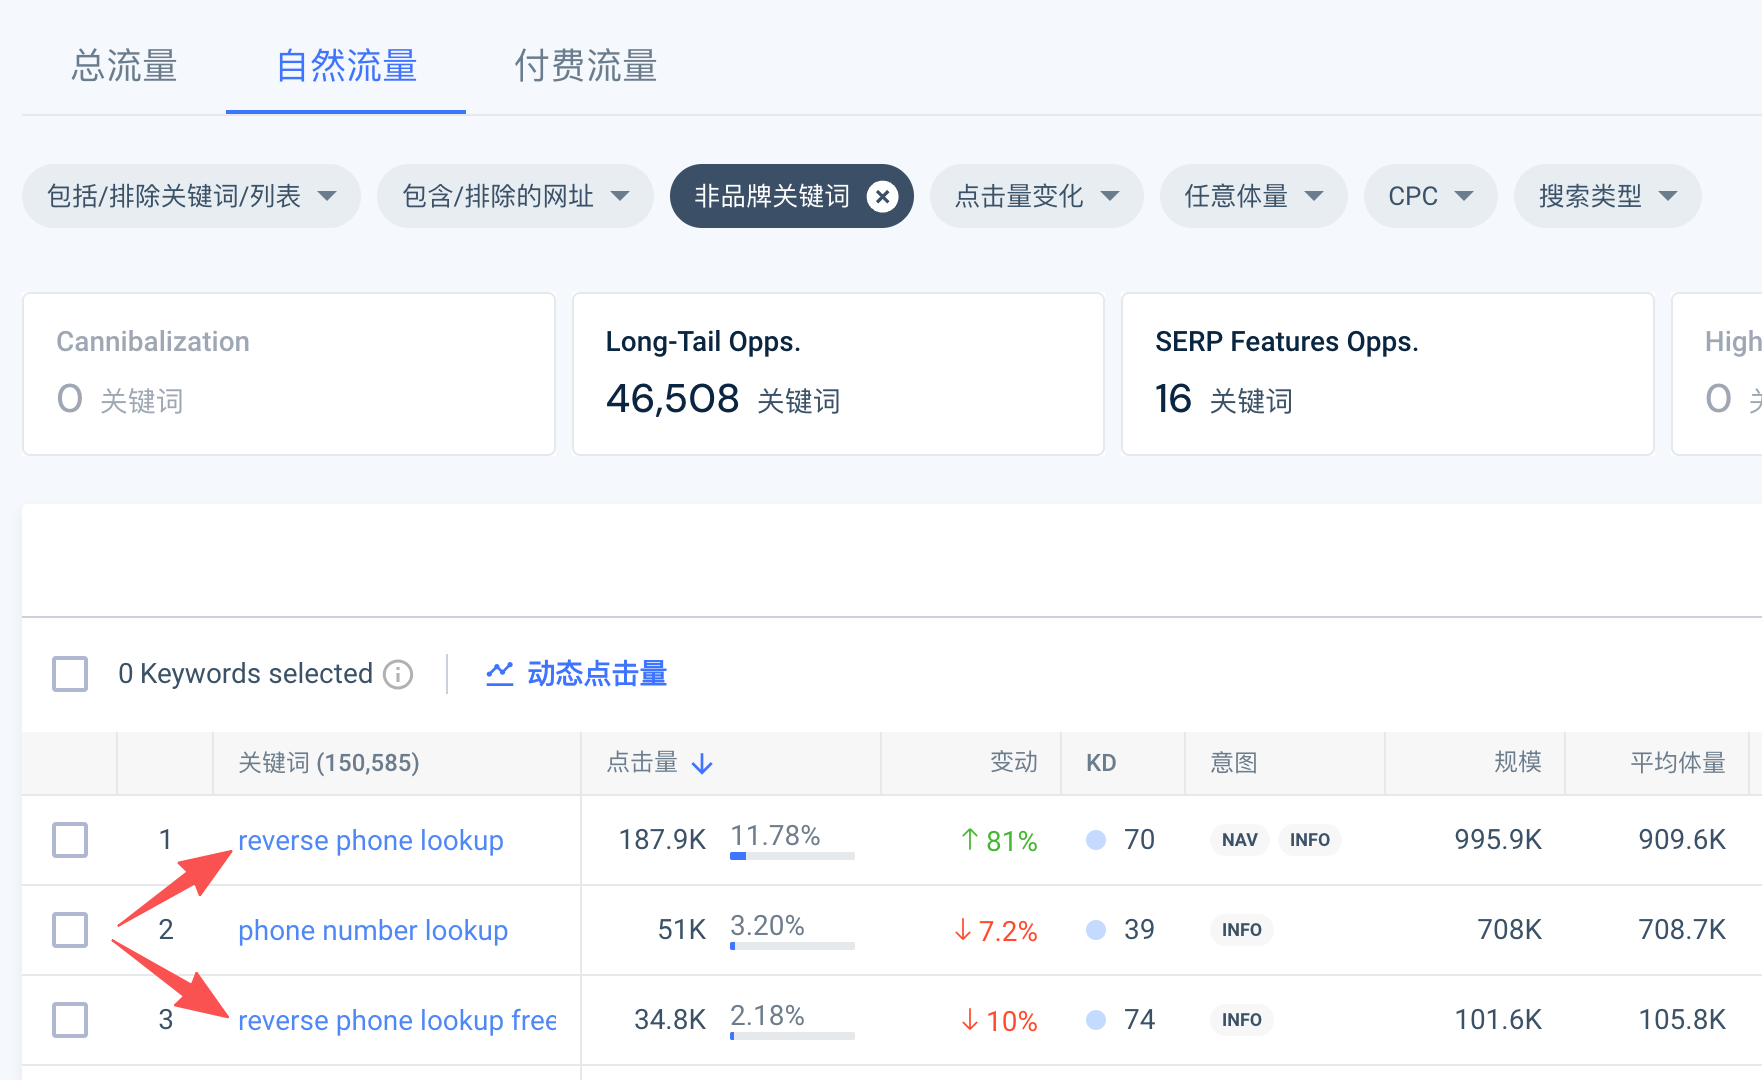 总流量 自然流量 付费流量
包括/排除关键词/列表 包含/排除的网址 非品牌关键词 点击量变化 任意体量 CPC 搜索类型
Cannibalization Long-Tail Opps. SERP Features Opps. High
0 关键词 46,508 关键词 16 关键词 0
0 Keywords selected 动态点击量
关键词 (150,585) 点击量 变动 KD 意图 规模 平均体量
1 reverse phone lookup 187.9K 11.78% 81% 70 NAV INFO 995.9K 909.6K
2 phone number lookup 51K 3.20% 7.2% 39 INFO 708K 708.7K
3 reverse phone lookup free 34.8K 2.18% 10% 74 INFO 101.6K 105.8K